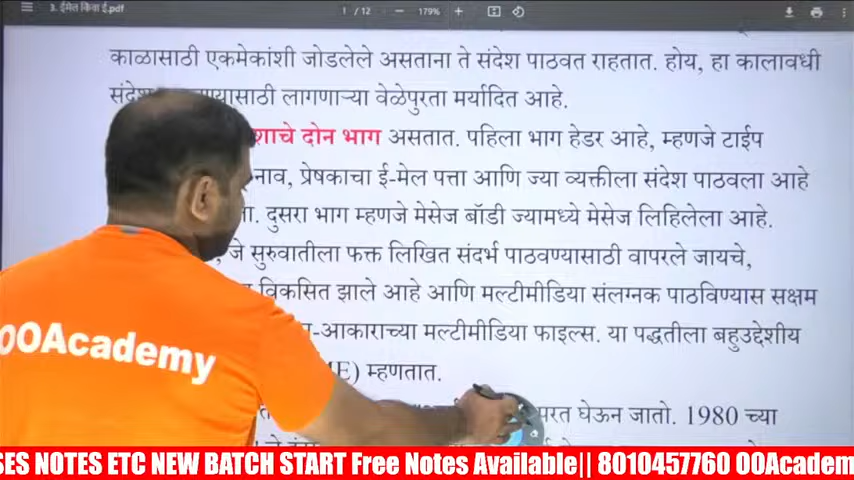 3. ईमेल किंवा ई.pdf
1 / 12
179%
काळासाठी एकमेकांशी जोडलेले असताना ते संदेश पाठवत राहतात. होय, हा कालावधी
लागणाऱ्या वेळेपुरता मर्यादित आहे.
दोन भाग असतात. पहिला भाग हेडर आहे, म्हणजे टाईप
नाव, प्रेषकाचा ई-मेल पत्ता आणि ज्या व्यक्तीला संदेश पाठवला आहे
दुसरा भाग म्हणजे मेसेज बॉडी ज्यामध्ये मेसेज लिहिलेला आहे.
जे सुरुवातीला फक्त लिखित संदर्भ पाठवण्यासाठी वापरले जायचे,
विकसित झाले आहे आणि मल्टीमीडिया संलग्नक पाठविण्यास सक्षम
-आकाराच्या मल्टीमीडिया फाइल्स. या पद्धतीला बहुउद्देशीय
E) म्हणतात.
परत घेऊन जातो. 1980 च्या
OOAcademy
SES NOTES ETC NEW BATCH START Free Notes Available|| 8010457760 OOAcadem